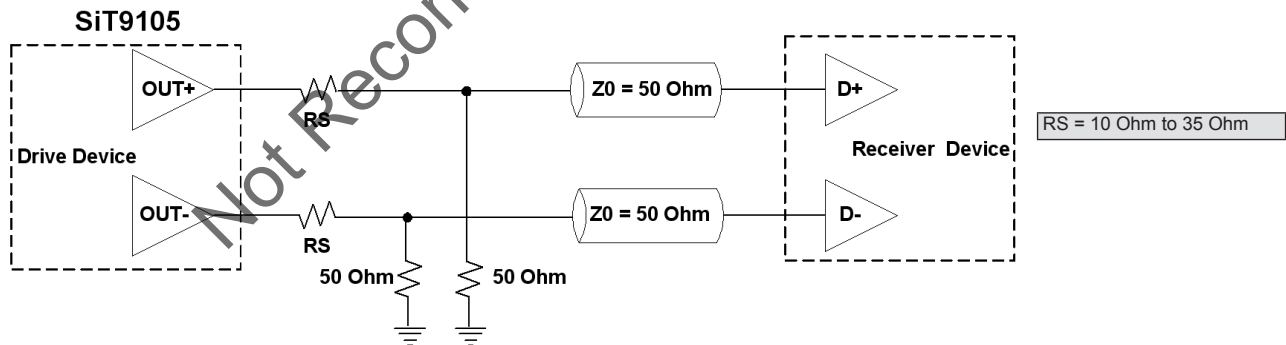 SiT9105
OUT+
RS
Z0 = 50 Ohm
D+
RS = 10 Ohm to 35 Ohm
Drive Device
Receiver Device
OUT-
RS
Z0 = 50 Ohm
D-
50 Ohm
50 Ohm
Not Recom